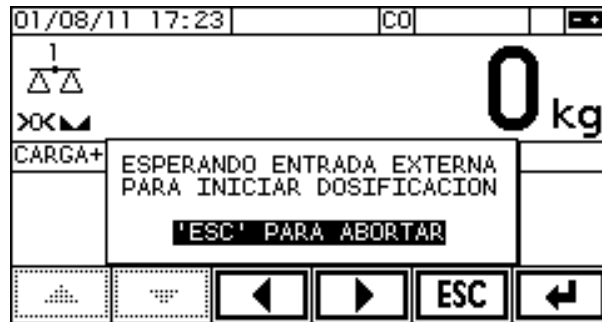 01/08/11 17:23 CO
1
0 kg
CARGA+
ESPERANDO ENTRADA EXTERNA
PARA INICIAR DOSIFICACION
'ESC' PARA ABORTAR
ESC